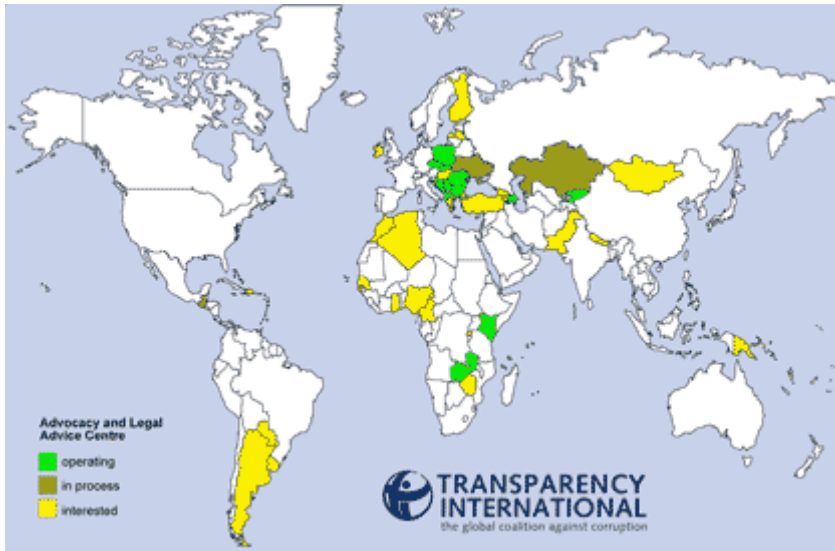 Advocacy and Legal
Advice Centre
operating
in process
interested
TRANSPARENCY
INTERNATIONAL
the global coalition against corruption